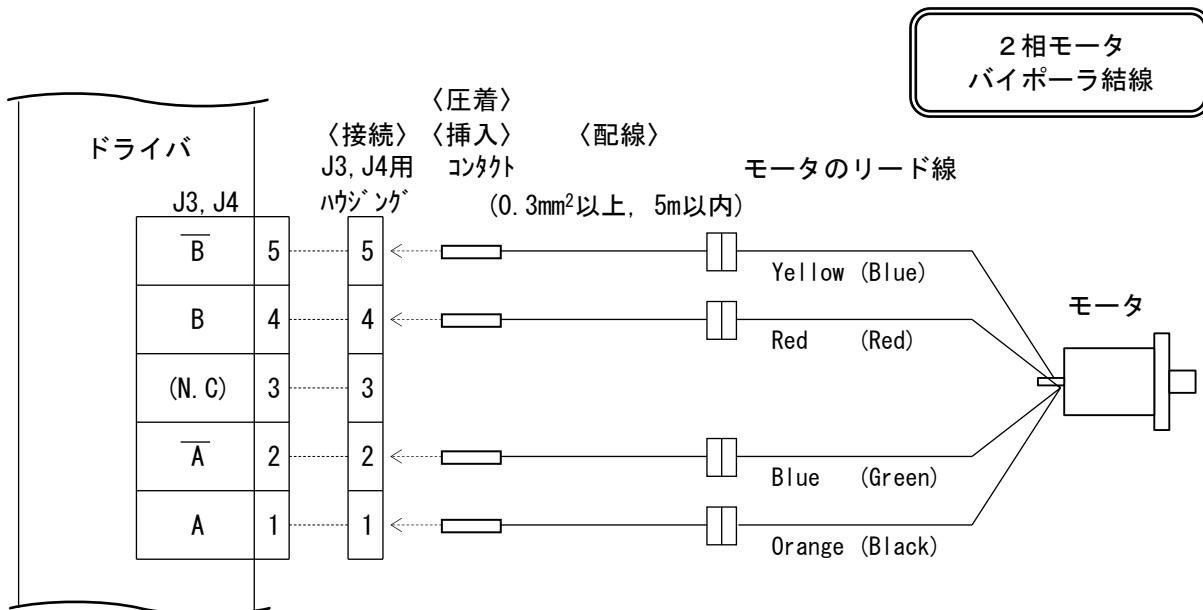 2相モータ
バイポーラ結線
〈圧着〉
ドライバ
〈接続〉〈挿入〉
〈配線〉
J3, J4用
コンタクト
モータのリード線
J3, J4
ハウジング
(0.3mm²以上, 5m以内)
B̅ 5 5
Yellow (Blue)
モータ
B 4 4
Red (Red)
(N.C) 3 3
A̅ 2 2
Blue (Green)
A 1 1
Orange (Black)